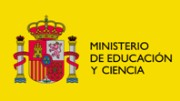 MINISTERIO
DE EDUCACIÓN
Y CIENCIA